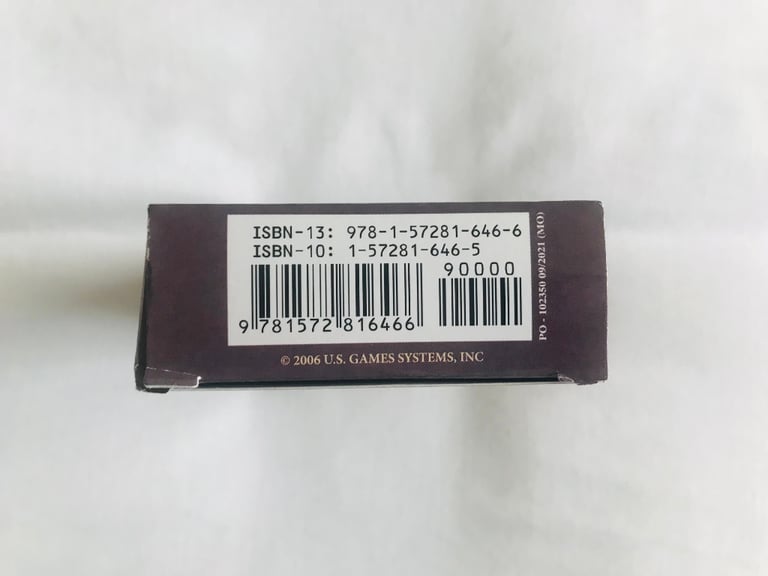 ISBN-13: 978-1-57281-646-6
ISBN-10: 1-57281-646-5
90000
9 781572 816466
© 2006 U.S. GAMES SYSTEMS, INC
PO - 102350 09/2021 (MO)